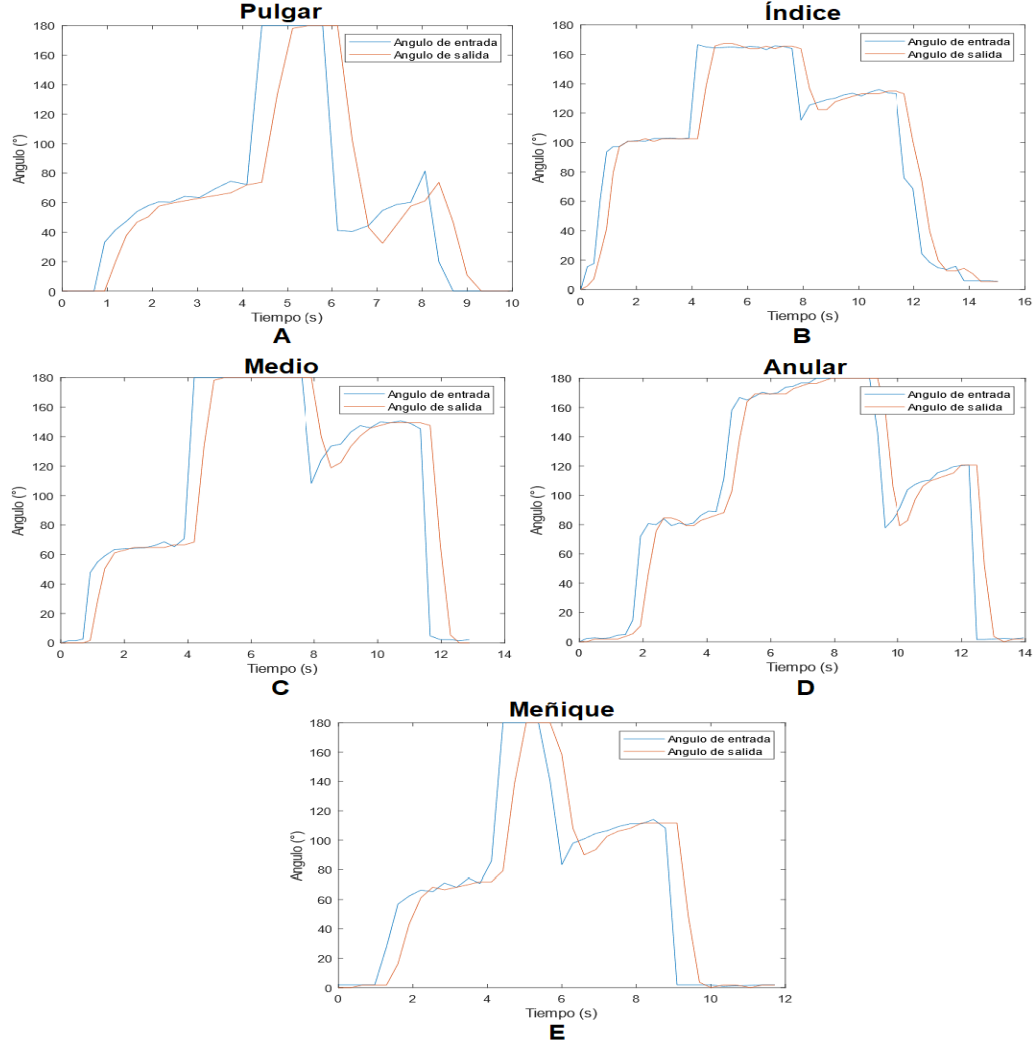 Pulgar
180
160
140
120
100
80
60
40
20
0
Angulo (°)
Angulo de entrada
Angulo de salida
0 1 2 3 4 5 6 7 8 9 10
Tiempo (s)
A
Índice
180
160
140
120
100
80
60
40
20
0
Angulo (°)
Angulo de entrada
Angulo de salida
0 2 4 6 8 10 12 14 16
Tiempo (s)
B
Medio
180
160
140
120
100
80
60
40
20
0
Angulo (°)
Angulo de entrada
Angulo de salida
0 2 4 6 8 10 12 14
Tiempo (s)
C
Anular
180
160
140
120
100
80
60
40
20
0
Angulo (°)
Angulo de entrada
Angulo de salida
0 2 4 6 8 10 12 14
Tiempo (s)
D
Meñique
180
160
140
120
100
80
60
40
20
0
Angulo (°)
Angulo de entrada
Angulo de salida
0 2 4 6 8 10 12
Tiempo (s)
E